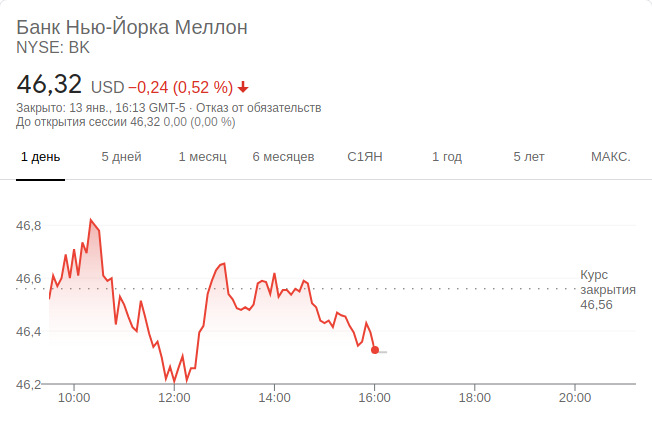 Банк Нью-Йорка Меллон
NYSE: BK
46,32 USD −0,24 (0,52 %)
Закрыто: 13 янв., 16:13 GMT-5 · Отказ от обязательств
До открытия сессии 46,32 0,00 (0,00 %)
1 день 5 дней 1 месяц 6 месяцев С1ЯН 1 год 5 лет МАКС.
46,8
46,6
Курс
закрытия
46,56
46,4
46,2
10:00 12:00 14:00 16:00 18:00 20:00